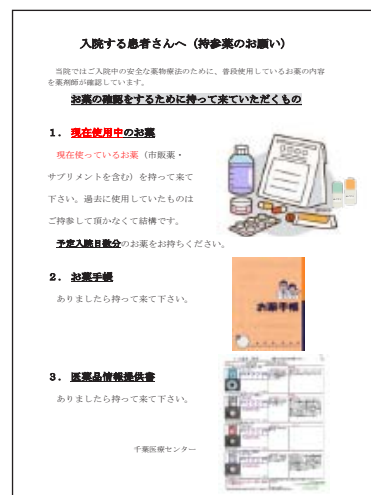 入院する患者さんへ（持参薬のお願い）
当院ではご入院中の安全な薬物療法のために、普段使用しているお薬の内容
を薬剤師が確認しています。
お薬の確認をするために持って来ていただくもの
1．現在使用中のお薬
現在使っているお薬（市販薬・
サプリメントを含む）を持って来て
下さい。過去に使用していたものは
ご持参して頂かなくて結構です。
予定入院日数分のお薬をお持ちください。
2．お薬手帳
ありましたら持って来て下さい。
お薬手帳
3．医薬品情報提供書
ありましたら持って来て下さい。
千葉医療センター